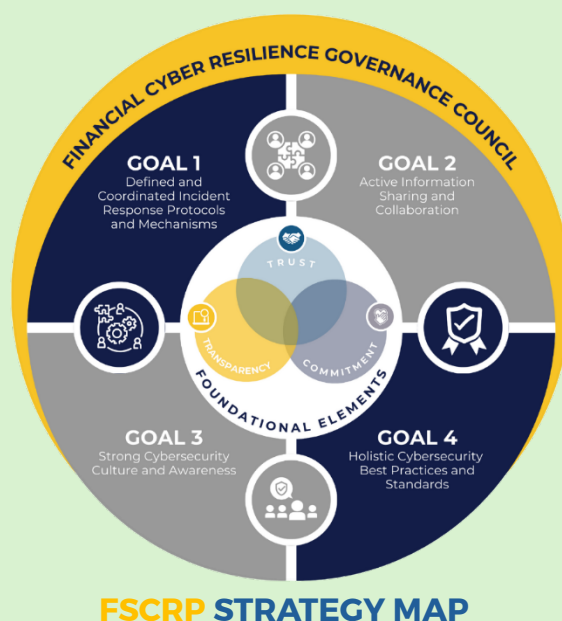 FINANCIAL CYBER RESILIENCE GOVERNANCE COUNCIL
GOAL 1
Defined and
Coordinated Incident
Response Protocols
and Mechanisms
GOAL 2
Active Information
Sharing and
Collaboration
TRUST
TRANSPARENCY
COMMITMENT
FOUNDATIONAL ELEMENTS
GOAL 3
Strong Cybersecurity
Culture and Awareness
GOAL 4
Holistic Cybersecurity
Best Practices and
Standards
FSCRP STRATEGY MAP